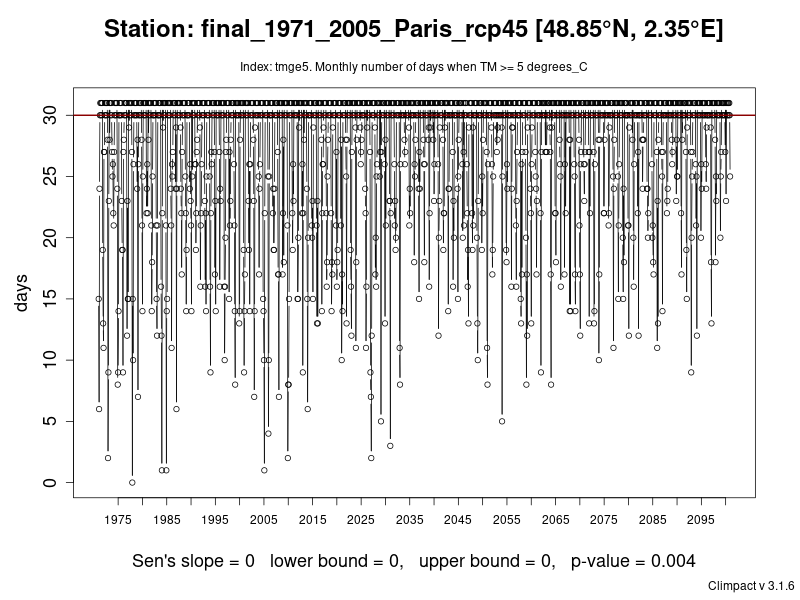 Station: final_1971_2005_Paris_rcp45 [48.85°N, 2.35°E]
Index: tmge5. Monthly number of days when TM >= 5 degrees_C
days
30
25
20
15
10
5
0
1975 1985 1995 2005 2015 2025 2035 2045 2055 2065 2075 2085 2095
Sen's slope = 0 lower bound = 0, upper bound = 0, p-value = 0.004
Climpact v 3.1.6